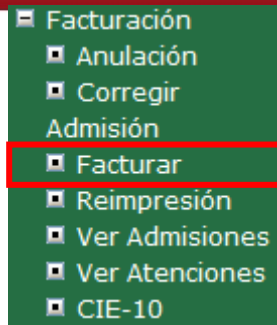 Facturación
Anulación
Corregir
Admisión
Facturar
Reimpresión
Ver Admisiones
Ver Atenciones
CIE-10